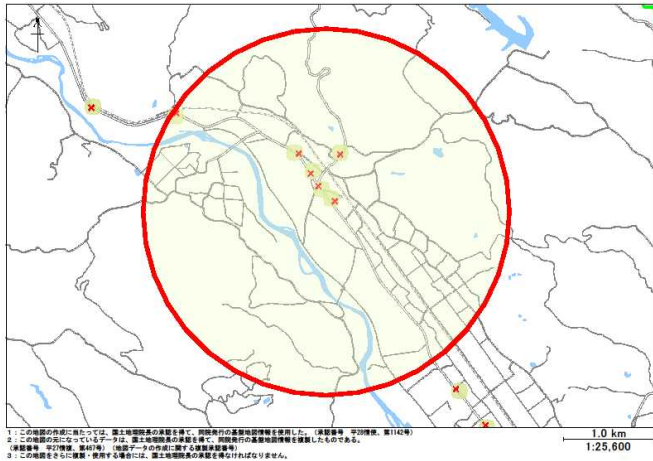 1：この地図の作成に当たっては、国土地理院長の承認を得て、同院発行の基盤地図情報を使用した。（承認番号　平28情使、第1142号）
2：この地図の元になっているデータは、国土地理院長の承認を得て、同院発行の基盤地図情報を複製したものである。
（承認番号　平27情複、第467号）（地図データの作成に関する複製承認番号）
3：この地図をさらに複製・使用する場合には、国土地理院長の承認を得なければなりません。
1.0 km
1:25,600